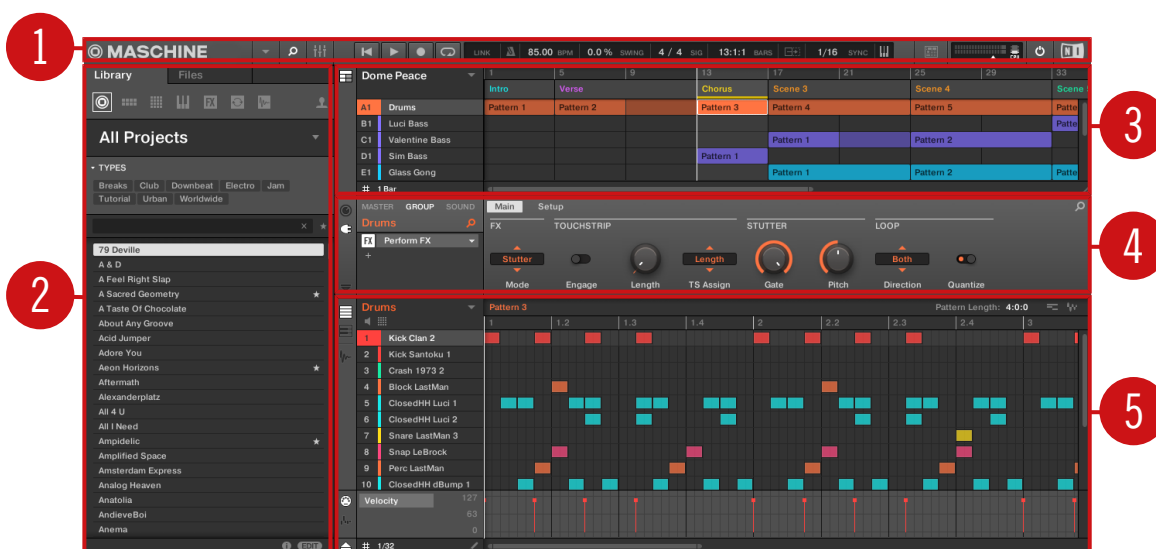 1
MASCHINE
LINK 85.00 BPM 0.0 % SWING 4 / 4 SIG 13:1:1 BARS 1/16 SYNC
CPU
NI
Library Files
FX
All Projects
TYPES
Breaks Club Downbeat Electro Jam
Tutorial Urban Worldwide
2
79 Deville
A & D
A Feel Right Slap
A Sacred Geometry
A Taste Of Chocolate
About Any Groove
Acid Jumper
Adore You
Aeon Horizons
Aftermath
Alexanderplatz
All 4 U
All I Need
Ampidelic
Amplified Space
Amsterdam Express
Analog Heaven
Anatolia
AndieveBoi
Anema
EDIT
Dome Peace 1 5 9 13 17 21 25 29 33
Intro Verse Chorus Scene 3 Scene 4 Scene
A1 Drums Pattern 1 Pattern 2 Pattern 3 Pattern 4 Pattern 5 Patte
B1 Luci Bass Patte
C1 Valentine Bass Pattern 1 Pattern 2
D1 Sim Bass Pattern 1
E1 Glass Gong Pattern 1 Pattern 2 Patte
# 1 Bar
3
MASTER GROUP SOUND Main Setup
Drums FX TOUCHSTRIP STUTTER LOOP
FX Perform FX
+
Stutter Length Both
Mode Engage Length TS Assign Gate Pitch Direction Quantize
4
Drums Pattern 3 Pattern Length: 4:0:0
1 1.2 1.3 1.4 2 2.2 2.3 2.4 3
1 Kick Clan 2
2 Kick Santoku 1
3 Crash 1973 2
4 Block LastMan
5 ClosedHH Luci 1
6 ClosedHH Luci 2
7 Snare LastMan 3
8 Snap LeBrock
9 Perc LastMan
10 ClosedHH dBump 1
Velocity 127
63
0
# 1/32
5